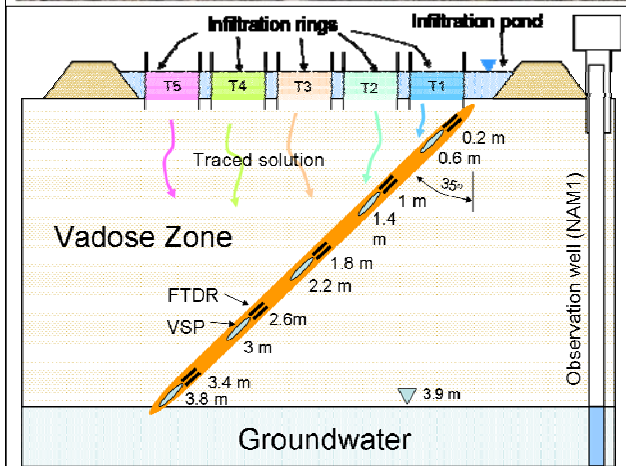 Infiltration rings
Infiltration pond
T5
T4
T3
T2
T1
0.2 m
0.6 m
Traced solution
35º
1 m
1.4
m
Vadose Zone
1.8 m
2.2 m
FTDR
2.6m
VSP
3 m
3.4 m
3.8 m
3.9 m
Observation well (NAM1)
Groundwater